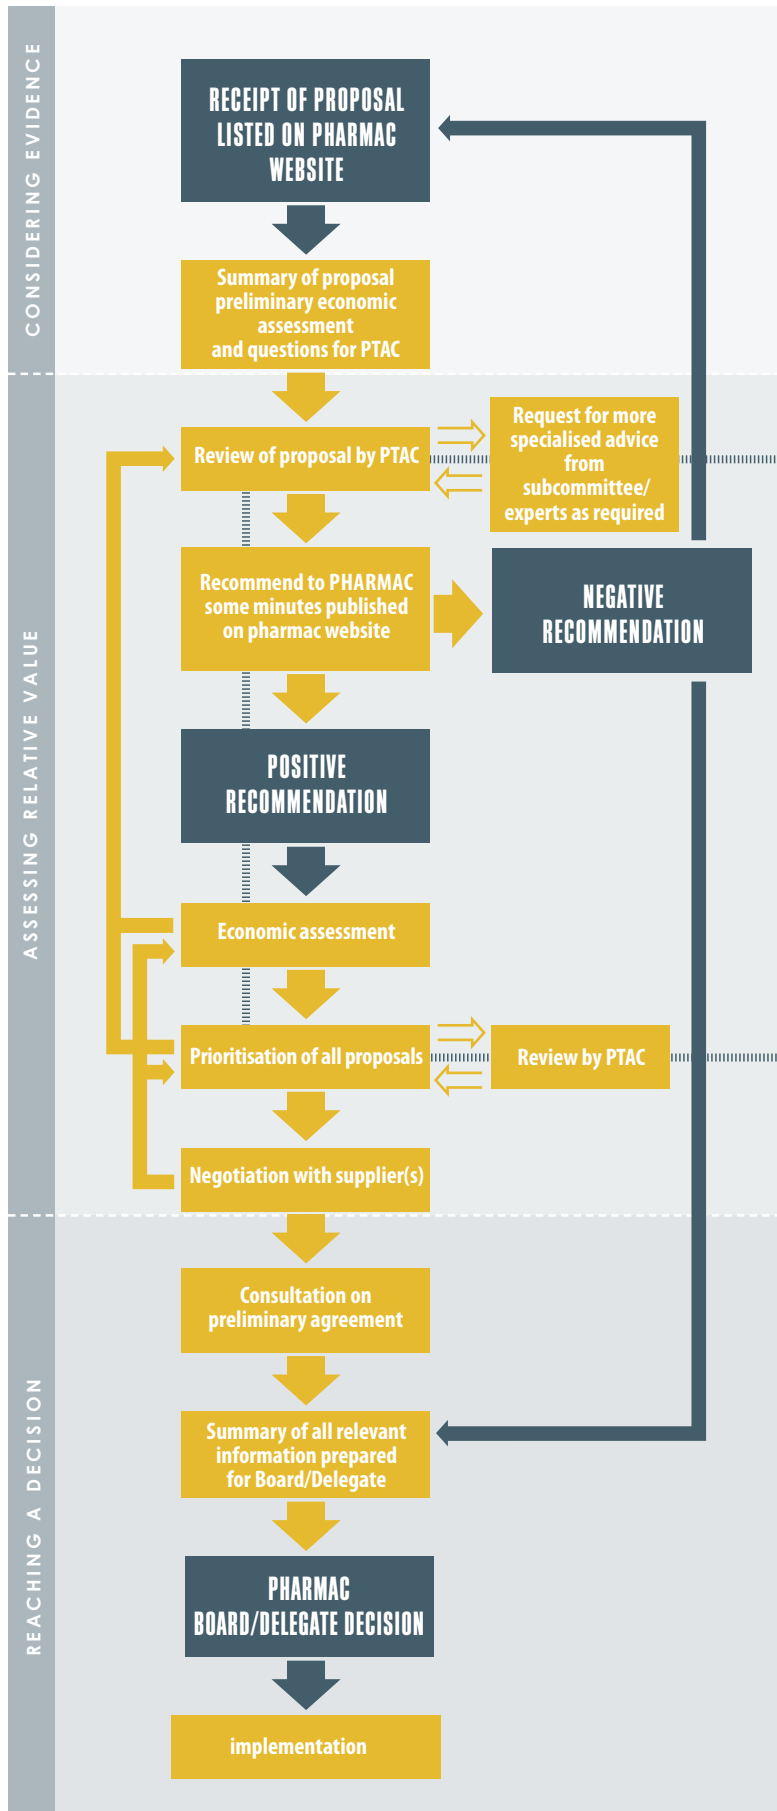 CONSIDERING EVIDENCE
RECEIPT OF PROPOSAL
LISTED ON PHARMAC
WEBSITE
Summary of proposal
preliminary economic
assessment
and questions for PTAC
ASSESSING RELATIVE VALUE
Review of proposal by PTAC
Request for more
specialised advice
from
subcommittee/
experts as required
Recommend to PHARMAC
some minutes published
on pharmac website
NEGATIVE
RECOMMENDATION
POSITIVE
RECOMMENDATION
Economic assessment
Prioritisation of all proposals
Review by PTAC
Negotiation with supplier(s)
REACHING A DECISION
Consultation on
preliminary agreement
Summary of all relevant
information prepared
for Board/Delegate
PHARMAC
BOARD/DELEGATE DECISION
implementation